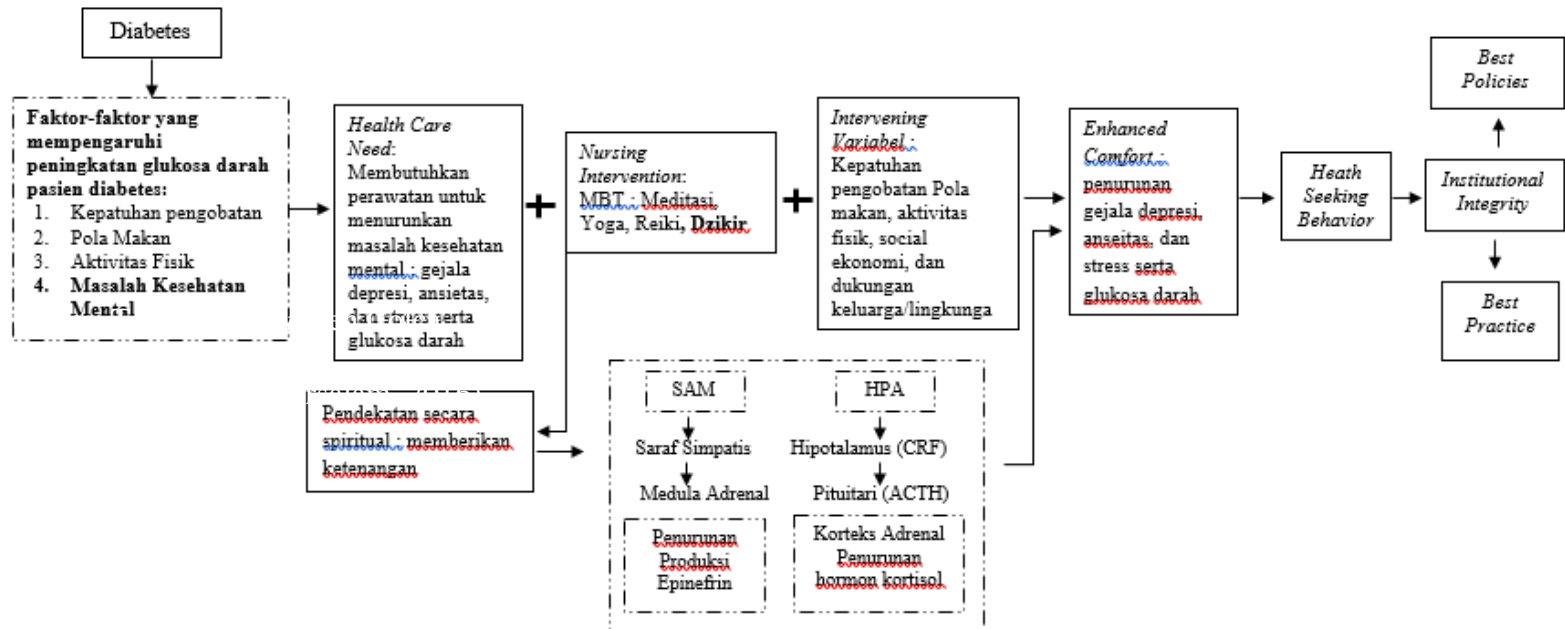 Diabetes
Faktor-faktor yang
mempengaruhi
peningkatan glukosa darah
pasien diabetes:
1. Kepatuhan pengobatan
2. Pola Makan
3. Aktivitas Fisik
4. Masalah Kesehatan
Mental
Health Care
Need:
Membutuhkan
perawatan untuk
menurunkan
masalah kesehatan
mental : gejala
depresi, ansietas,
dan stress serta
glukosa darah
+
Nursing
Intervention:
MBT : Meditasi,
Yoga, Reiki, Dzikir
+
Intervening
Variabel :
Kepatuhan
pengobatan Pola
makan, aktivitas
fisik, social
ekonomi, dan
dukungan
keluarga/lingkunga
Enhanced
Comfort :
penurunan
gejala depresi,
anseitas, dan
stress serta
glukosa darah
Heath
Seeking
Behavior
Best
Policies
Institutional
Integrity
Best
Practice
Pendekatan secara
spiritual : memberikan
ketenangan
SAM
Saraf Simpatis
Medula Adrenal
Penurunan
Produksi
Epinefrin
HPA
Hipotalamus (CRF)
Pituitari (ACTH)
Korteks Adrenal
Penurunan
hormon kortisol